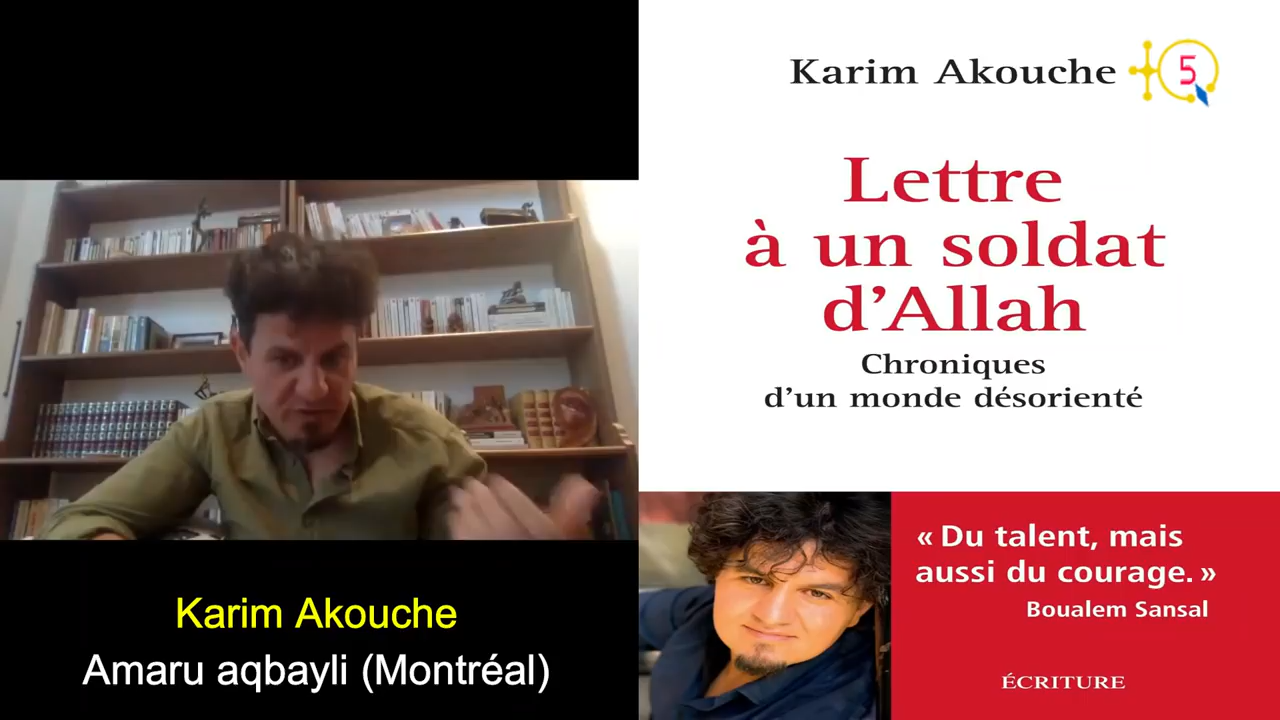 Karim Akouche
Amaru aqbayli (Montréal)
Karim Akouche
5
Lettre
à un soldat
d’Allah
Chroniques
d’un monde désorienté
« Du talent, mais
aussi du courage. »
Boualem Sansal
ÉCRITURE